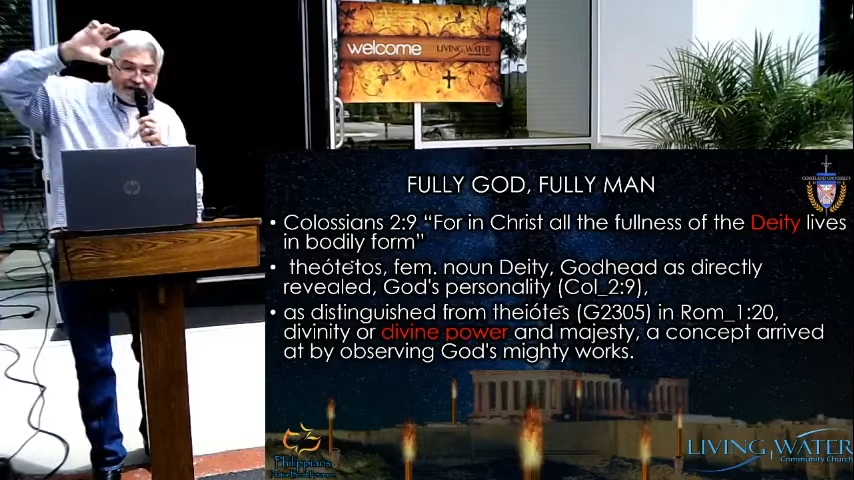 welcome
LIVING WATER
FULLY GOD, FULLY MAN
• Colossians 2:9 “For in Christ all the fullness of the Deity lives
in bodily form”
• theótetos, fem. noun Deity, Godhead as directly
revealed, God's personality (Col_2:9),
• as distinguished from theiótēs (G2305) in Rom_1:20,
divinity or divine power and majesty, a concept arrived
at by observing God's mighty works.
hp
Philippians
LIVING WATER
Community Church